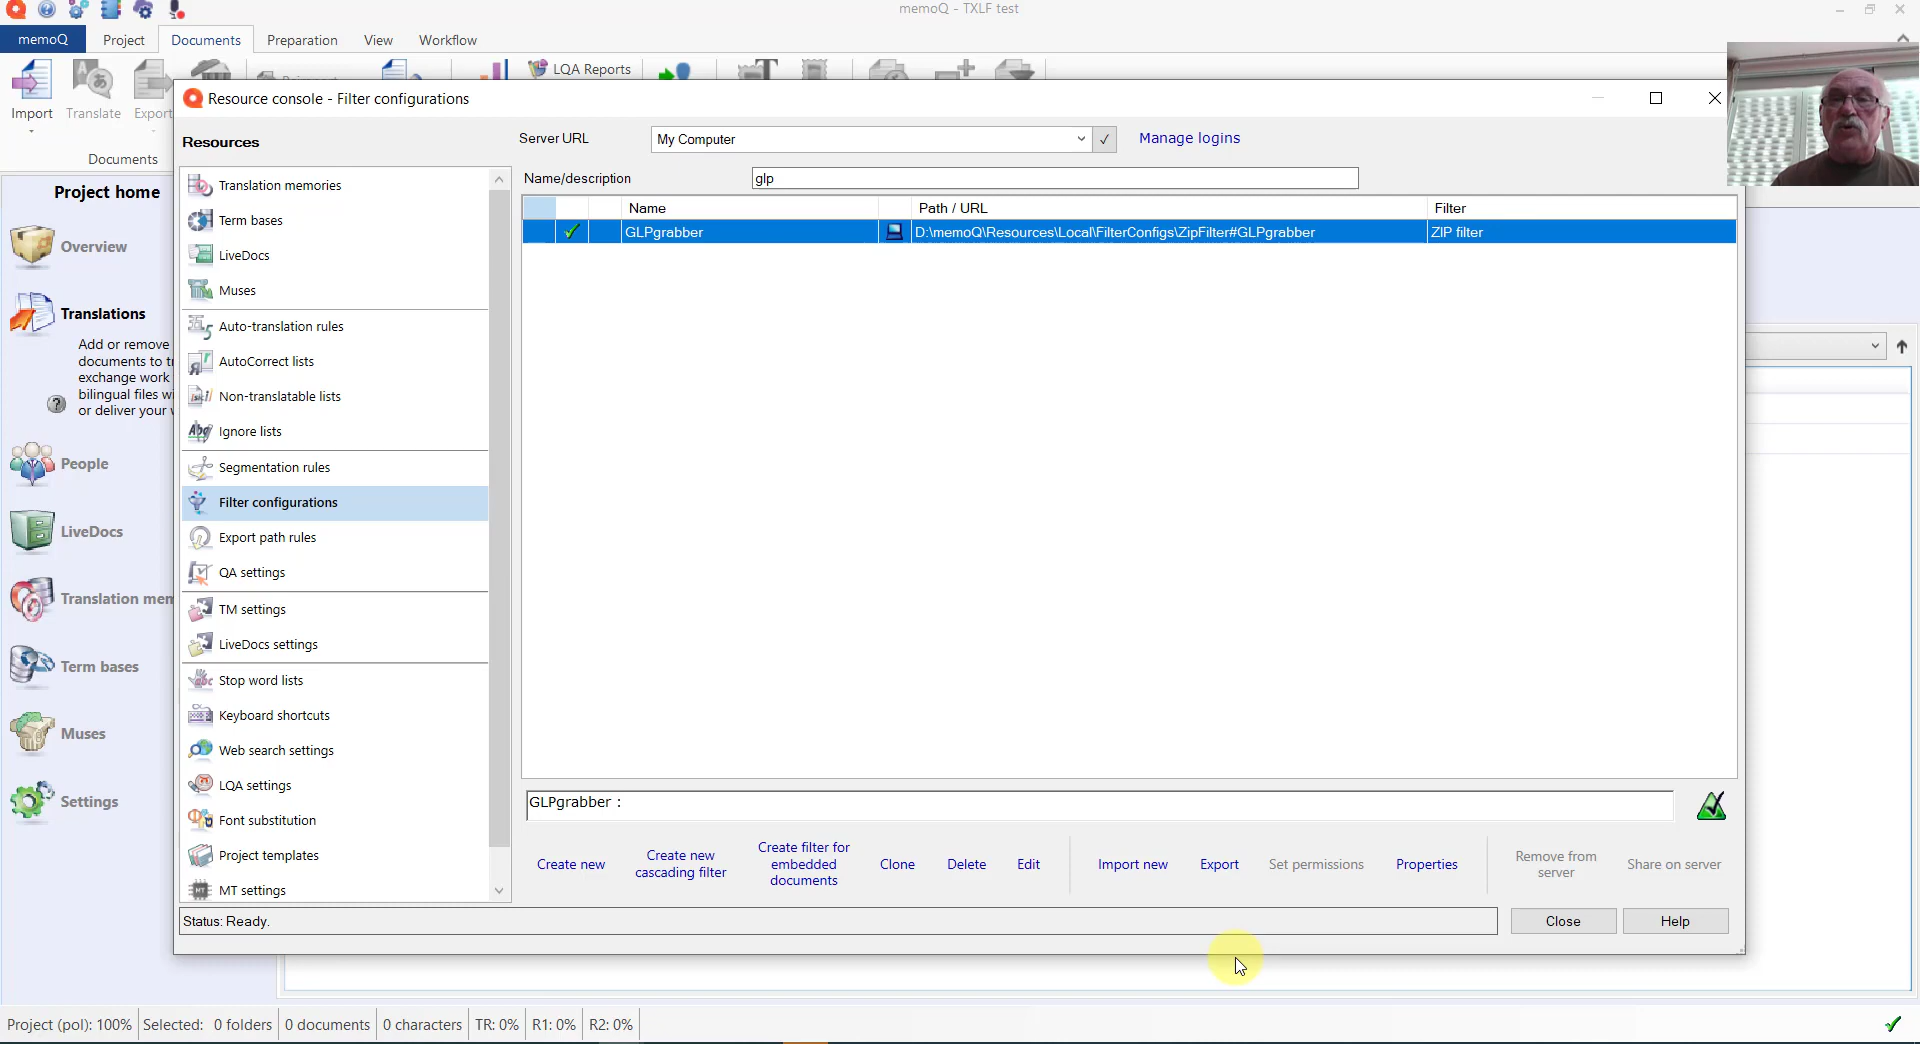 memoQ - TXLF test
memoQ
Project
Documents
Preparation
View
Workflow
Import
Translate
Export
LQA Reports
Documents
Resource console - Filter configurations
Resources
Server URL
My Computer
Manage logins
Name/description
glp
Name
Path / URL
Filter
GLPgrabber
D:\memoQ\Resources\Local\FilterConfigs\ZipFilter#GLPgrabber
ZIP filter
Translation memories
Term bases
LiveDocs
Muses
Auto-translation rules
AutoCorrect lists
Non-translatable lists
Ignore lists
Segmentation rules
Filter configurations
Export path rules
QA settings
TM settings
LiveDocs settings
Stop word lists
Keyboard shortcuts
Web search settings
LQA settings
Font substitution
Project templates
MT settings
Project home
Overview
Translations
Add or remove
documents to t
exchange work
bilingual files w
or deliver your
People
LiveDocs
Translation mem
Term bases
Muses
Settings
GLPgrabber :
Create new
Create new
cascading filter
Create filter for
embedded
documents
Clone
Delete
Edit
Import new
Export
Set permissions
Properties
Remove from
server
Share on server
Status: Ready.
Close
Help
Project (pol): 100%
Selected: 0 folders
0 documents
0 characters
TR: 0%
R1: 0%
R2: 0%